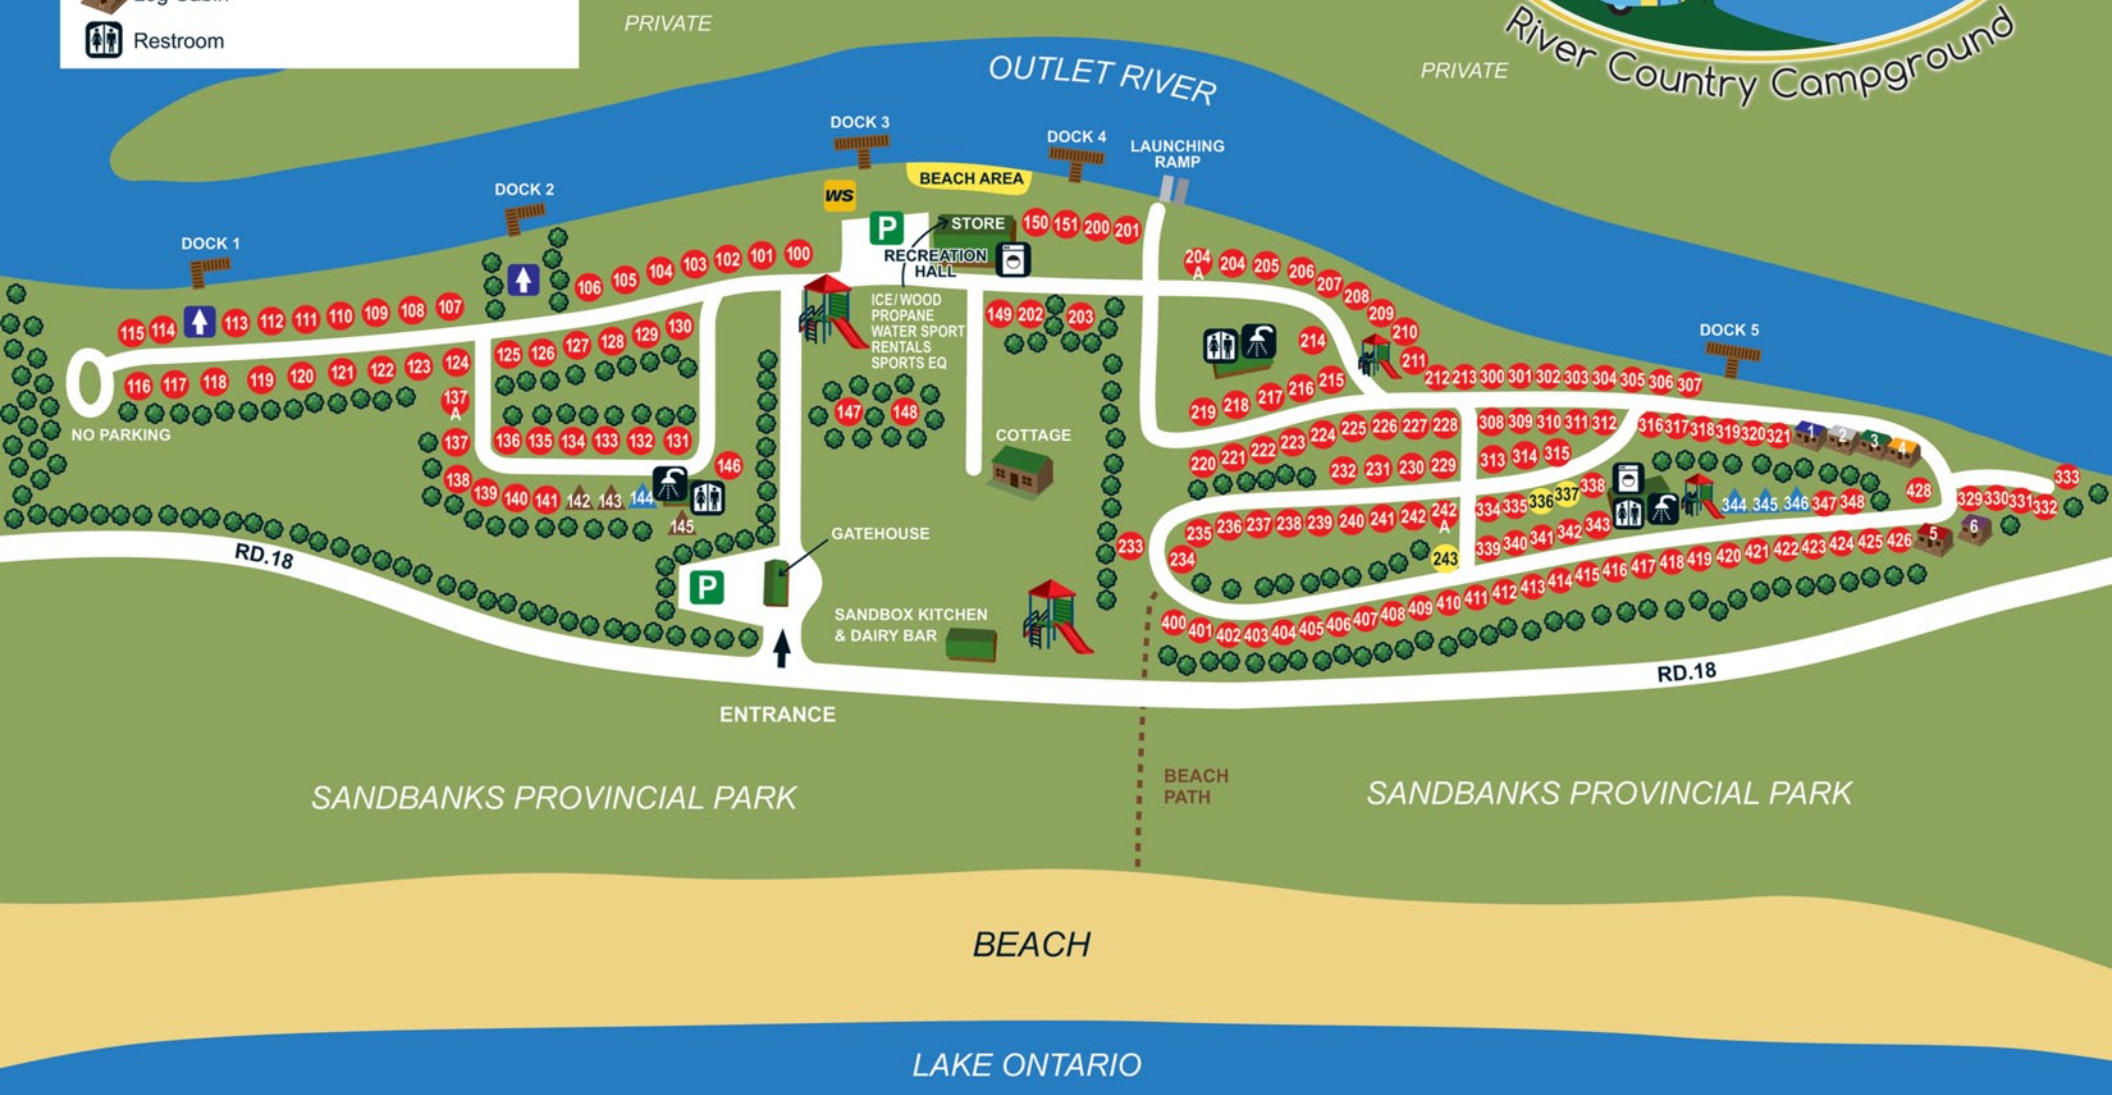 Log Cabin
Restroom
PRIVATE
OUTLET RIVER
PRIVATE
River Country Campground
DOCK 3
DOCK 4
LAUNCHING
RAMP
DOCK 2
WS
BEACH AREA
DOCK 1
P
STORE
150 151 200 201
RECREATION
HALL
106 105 104 103 102 101 100
204
A
204 205 206 207 208 209 210 211
115 114 113 112 111 110 109 108 107
ICE/WOOD
PROPANE
WATER SPORT
RENTALS
SPORTS EQ
149 202 203
214
DOCK 5
116 117 118 119 120 121 122 123 124
125 126 127 128 129 130
137
A
NO PARKING
219 218 217 216 215
212 213 300 301 302 303 304 305 306 307
147 148
136 135 134 133 132 131
137
138 139 140 141 142 143 144
146
145
COTTAGE
220 221 222 223 224 225 226 227 228
308 309 310 311 312
316 317 318 319 320 321
1 2 3 4
232 231 230 229
313 314 315
333
334 335 336 337 338
344 345 346 347 348
428
329 330 331 332
235 236 237 238 239 240 241 242
242
A
233
234
243
339 340 341 342 343
5 6
GATEHOUSE
RD.18
P
400 401 402 403 404 405 406 407 408 409 410 411 412 413 414 415 416 417 418 419 420 421 422 423 424 425 426
SANDBOX KITCHEN
& DAIRY BAR
RD.18
ENTRANCE
BEACH
PATH
SANDBANKS PROVINCIAL PARK
SANDBANKS PROVINCIAL PARK
BEACH
LAKE ONTARIO